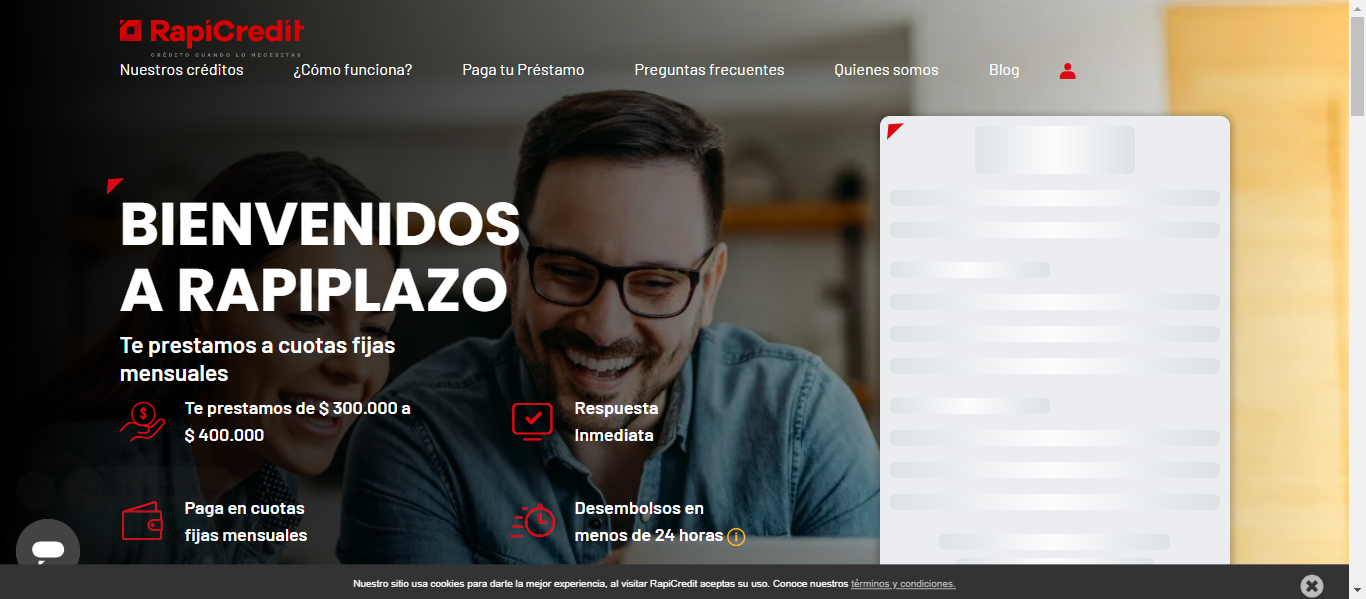 RapiCredit
CRÉDITO CUANDO LO NECESITAS
Nuestros créditos
¿Cómo funciona?
Paga tu Préstamo
Preguntas frecuentes
Quienes somos
Blog
BIENVENIDOS
A RAPIPLAZO
Te prestamos a cuotas fijas
mensuales
Te prestamos de $ 300.000 a
$ 400.000
Respuesta
Inmediata
Paga en cuotas
fijas mensuales
Desembolsos en
menos de 24 horas
Nuestro sitio usa cookies para darte la mejor experiencia, al visitar RapiCredit aceptas su uso. Conoce nuestros términos y condiciones.